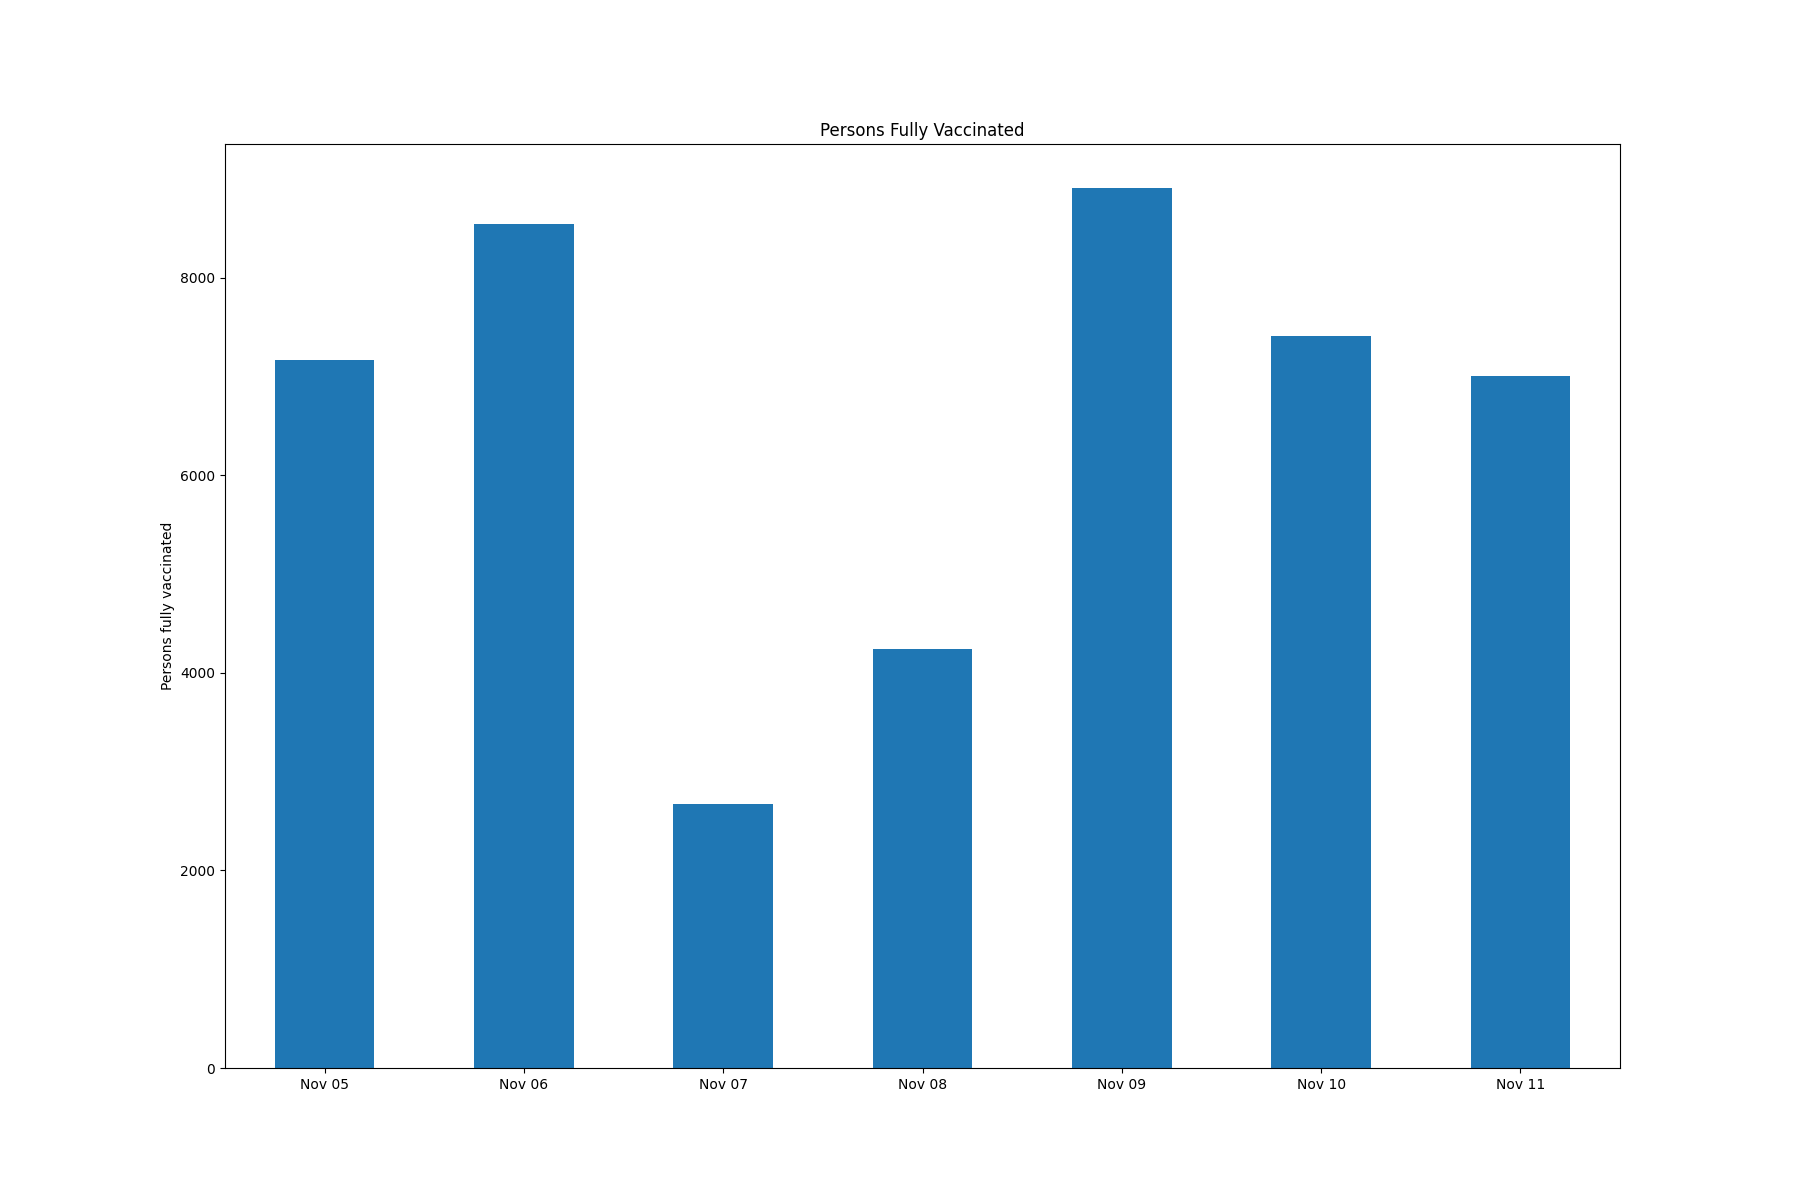 Persons Fully Vaccinated
Persons fully vaccinated
8000
6000
4000
2000
0
Nov 05 Nov 06 Nov 07 Nov 08 Nov 09 Nov 10 Nov 11